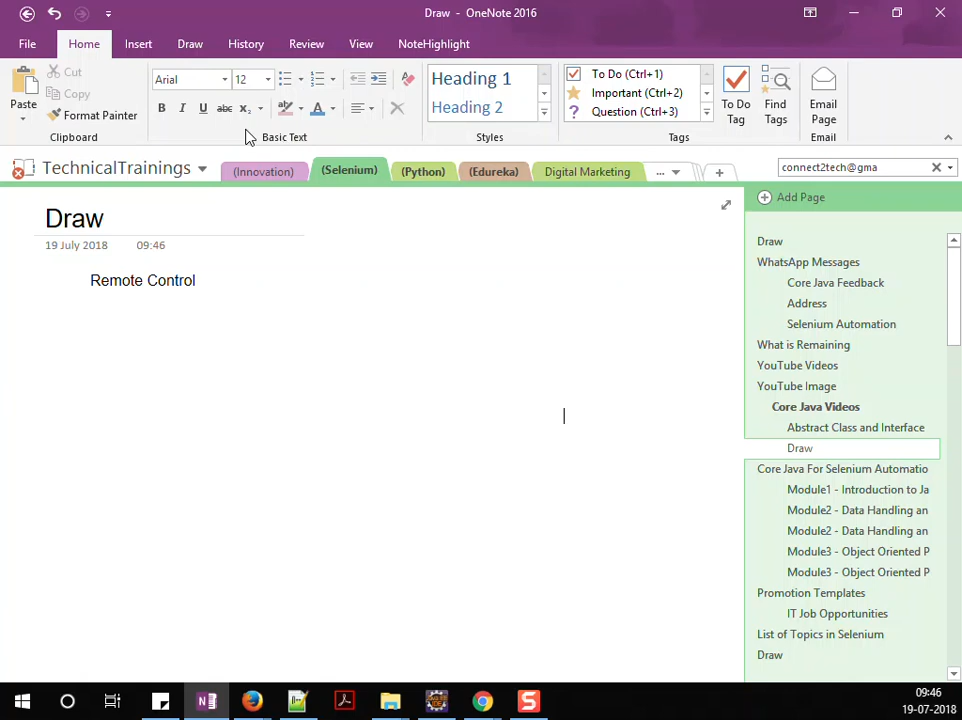 Draw - OneNote 2016
File Home Insert Draw History Review View NoteHighlight
Paste
Cut
Copy
Format Painter
Clipboard
Arial 12
B I U abc x₂ A
Basic Text
Heading 1
Heading 2
Styles
To Do (Ctrl+1)
Important (Ctrl+2)
? Question (Ctrl+3)
Tags
To Do
Tag
Find
Tags
Email
Page
Email
TechnicalTrainings (Innovation) (Selenium) (Python) (Edureka) Digital Marketing ... connect2tech@gma
Draw
19 July 2018 09:46
Remote Control
Add Page
Draw
WhatsApp Messages
Core Java Feedback
Address
Selenium Automation
What is Remaining
YouTube Videos
YouTube Image
Core Java Videos
Abstract Class and Interface
Draw
Core Java For Selenium Automatio
Module1 - Introduction to Ja
Module2 - Data Handling an
Module2 - Data Handling an
Module3 - Object Oriented P
Module3 - Object Oriented P
Promotion Templates
IT Job Opportunities
List of Topics in Selenium
Draw
09:46
19-07-2018